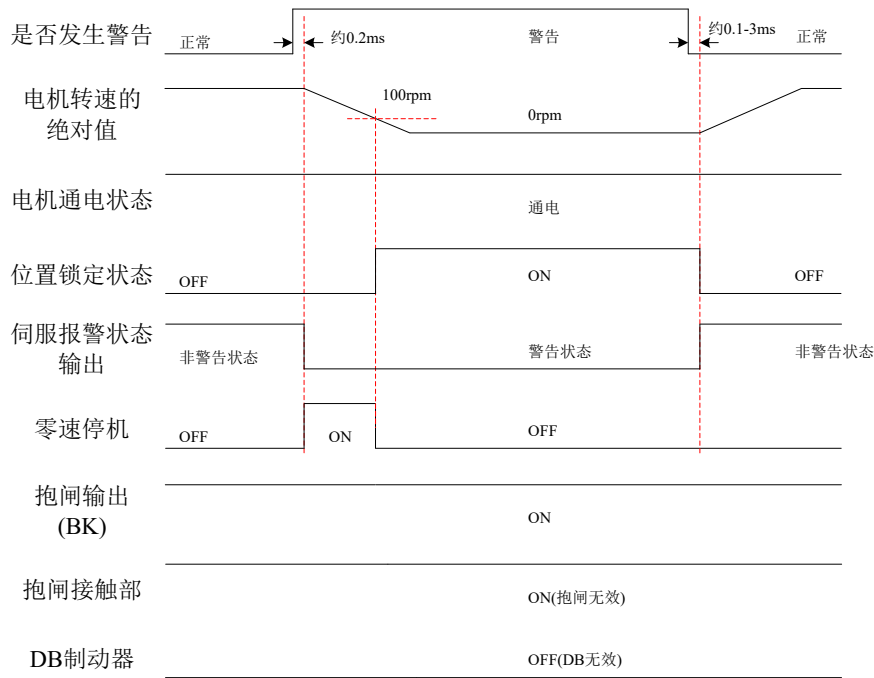 是否发生警告
正常
约0.2ms
警告
约0.1-3ms
正常
电机转速的
绝对值
100rpm
0rpm
电机通电状态
通电
位置锁定状态
OFF
ON
OFF
伺服报警状态
输出
非警告状态
警告状态
非警告状态
零速停机
OFF
ON
OFF
抱闸输出
(BK)
ON
抱闸接触部
ON(抱闸无效)
DB制动器
OFF(DB无效)